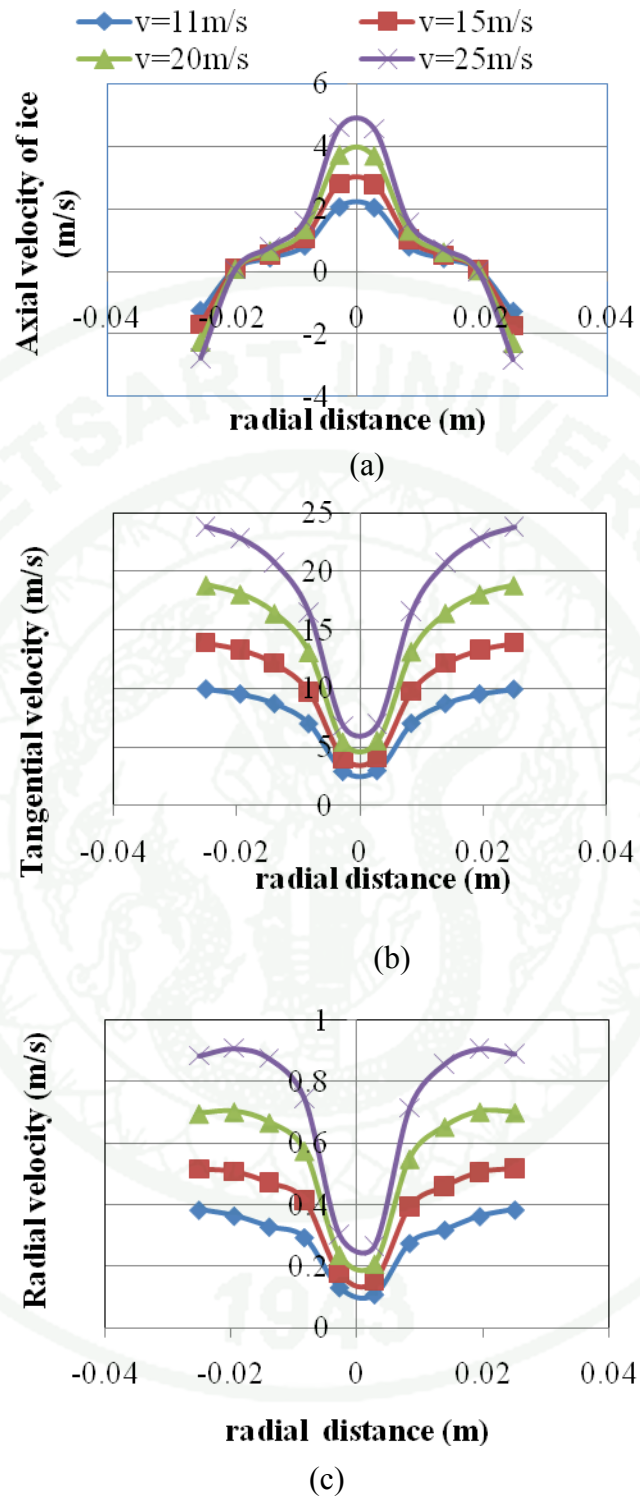 v=11m/s v=15m/s
v=20m/s v=25m/s
Axial velocity of ice
(m/s)
6
4
2
0
-0.04 -0.02 0 0.02 0.04
-2
-4
radial distance (m)
(a)
Tangential velocity (m/s)
25
20
15
10
5
0
-0.04 -0.02 0 0.02 0.04
radial distance (m)
(b)
Radial velocity (m/s)
1
0.8
0.6
0.4
0.2
0
-0.04 -0.02 0 0.02 0.04
radial distance (m)
(c)
1943